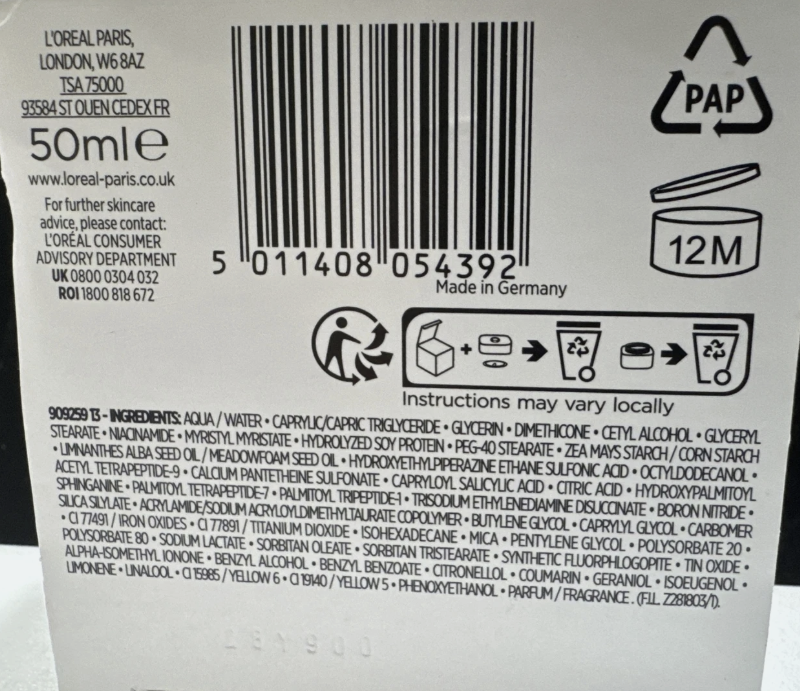 L'OREAL PARIS,
LONDON, W6 8AZ
TSA 75000
93584 ST OUEN CEDEX FR
50ml e
www.loreal-paris.co.uk
For further skincare
advice, please contact:
L'ORÉAL CONSUMER
ADVISORY DEPARTMENT
UK 0800 0304 032
ROI 1800 818 672
5 011408 054392
Made in Germany
PAP
12M
Instructions may vary locally
909259 13 - INGREDIENTS: AQUA / WATER • CAPRYLIC/CAPRIC TRIGLYCERIDE • GLYCERIN • DIMETHICONE • CETYL ALCOHOL • GLYCERYL
STEARATE • NIACINAMIDE • MYRISTYL MYRISTATE • HYDROLYZED SOY PROTEIN • PEG-40 STEARATE • ZEA MAYS STARCH / CORN STARCH
• LIMNANTHES ALBA SEED OIL / MEADOWFOAM SEED OIL • HYDROXYETHYLPIPERAZINE ETHANE SULFONIC ACID • OCTYLDODECANOL •
ACETYL TETRAPEPTIDE-9 • CALCIUM PANTETHEINE SULFONATE • CAPRYLOYL SALICYLIC ACID • CITRIC ACID • HYDROXYPALMITOYL
SPHINGANINE • PALMITOYL TETRAPEPTIDE-7 • PALMITOYL TRIPEPTIDE-1 • TRISODIUM ETHYLENEDIAMINE DISUCCINATE • BORON NITRIDE •
SILICA SILYLATE • ACRYLAMIDE/SODIUM ACRYLOYLDIMETHYLTAURATE COPOLYMER • BUTYLENE GLYCOL • CAPRYLYL GLYCOL • CARBOMER
• CI 77491 / IRON OXIDES • CI 77891 / TITANIUM DIOXIDE • ISOHEXADECANE • MICA • PENTYLENE GLYCOL • POLYSORBATE 20 •
POLYSORBATE 80 • SODIUM LACTATE • SORBITAN OLEATE • SORBITAN TRISTEARATE • SYNTHETIC FLUORPHLOGOPITE • TIN OXIDE •
ALPHA-ISOMETHYL IONONE • BENZYL ALCOHOL • BENZYL BENZOATE • CITRONELLOL • COUMARIN • GERANIOL • ISOEUGENOL •
LIMONENE • LINALOOL • CI 15985 / YELLOW 6 • CI 19140 / YELLOW 5 • PHENOXYETHANOL • PARFUM / FRAGRANCE . (F.I.L. Z281803/1).